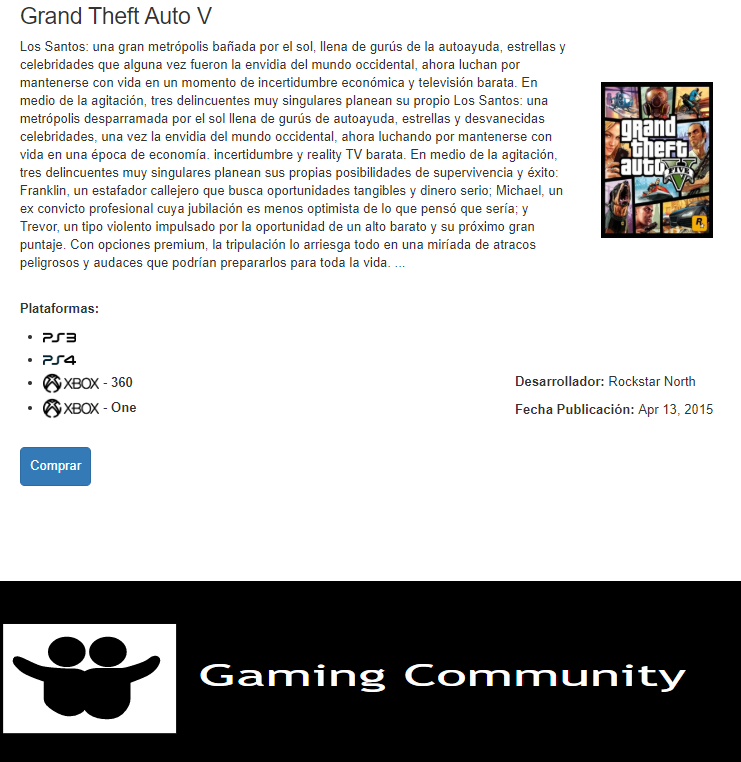 Grand Theft Auto V
Los Santos: una gran metrópolis bañada por el sol, llena de gurús de la autoayuda, estrellas y
celebridades que alguna vez fueron la envidia del mundo occidental, ahora luchan por
mantenerse con vida en un momento de incertidumbre económica y televisión barata. En
medio de la agitación, tres delincuentes muy singulares planean su propio Los Santos: una
metrópolis desparramada por el sol llena de gurús de autoayuda, estrellas y desvanecidas
celebridades, una vez la envidia del mundo occidental, ahora luchando por mantenerse con
vida en una época de economía. incertidumbre y reality TV barata. En medio de la agitación,
tres delincuentes muy singulares planean sus propias posibilidades de supervivencia y éxito:
Franklin, un estafador callejero que busca oportunidades tangibles y dinero serio; Michael, un
ex convicto profesional cuya jubilación es menos optimista de lo que pensó que sería; y
Trevor, un tipo violento impulsado por la oportunidad de un alto barato y su próximo gran
puntaje. Con opciones premium, la tripulación lo arriesga todo en una miríada de atracos
peligrosos y audaces que podrían prepararlos para toda la vida. ...
grand
theft
auto V
FIVE
R
Plataformas:
PS3
PS4
XBOX - 360
XBOX - One
Desarrollador: Rockstar North
Fecha Publicación: Apr 13, 2015
Comprar
Gaming Community